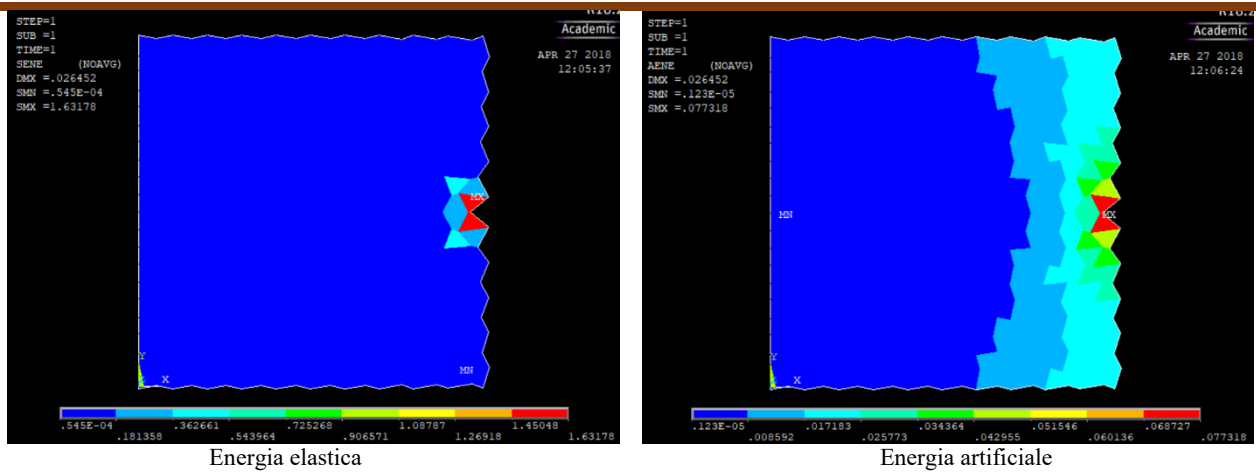 STEP=1
SUB =1
TIME=1
SENE (NOAVG)
DMX =.026452
SMN =.545E-04
SMX =1.63178
Academic
APR 27 2018
12:05:37
MX
MN
Y
X
.545E-04 .362661 .725268 1.08787 1.45048
.181358 .543964 .906571 1.26918 1.63178
Energia elastica
STEP=1
SUB =1
TIME=1
AENE (NOAVG)
DMX =.026452
SMN =.123E-05
SMX =.077318
Academic
APR 27 2018
12:06:24
MN
MX
Y
X
.123E-05 .017183 .034364 .051546 .068727
.008592 .025773 .042955 .060136 .077318
Energia artificiale